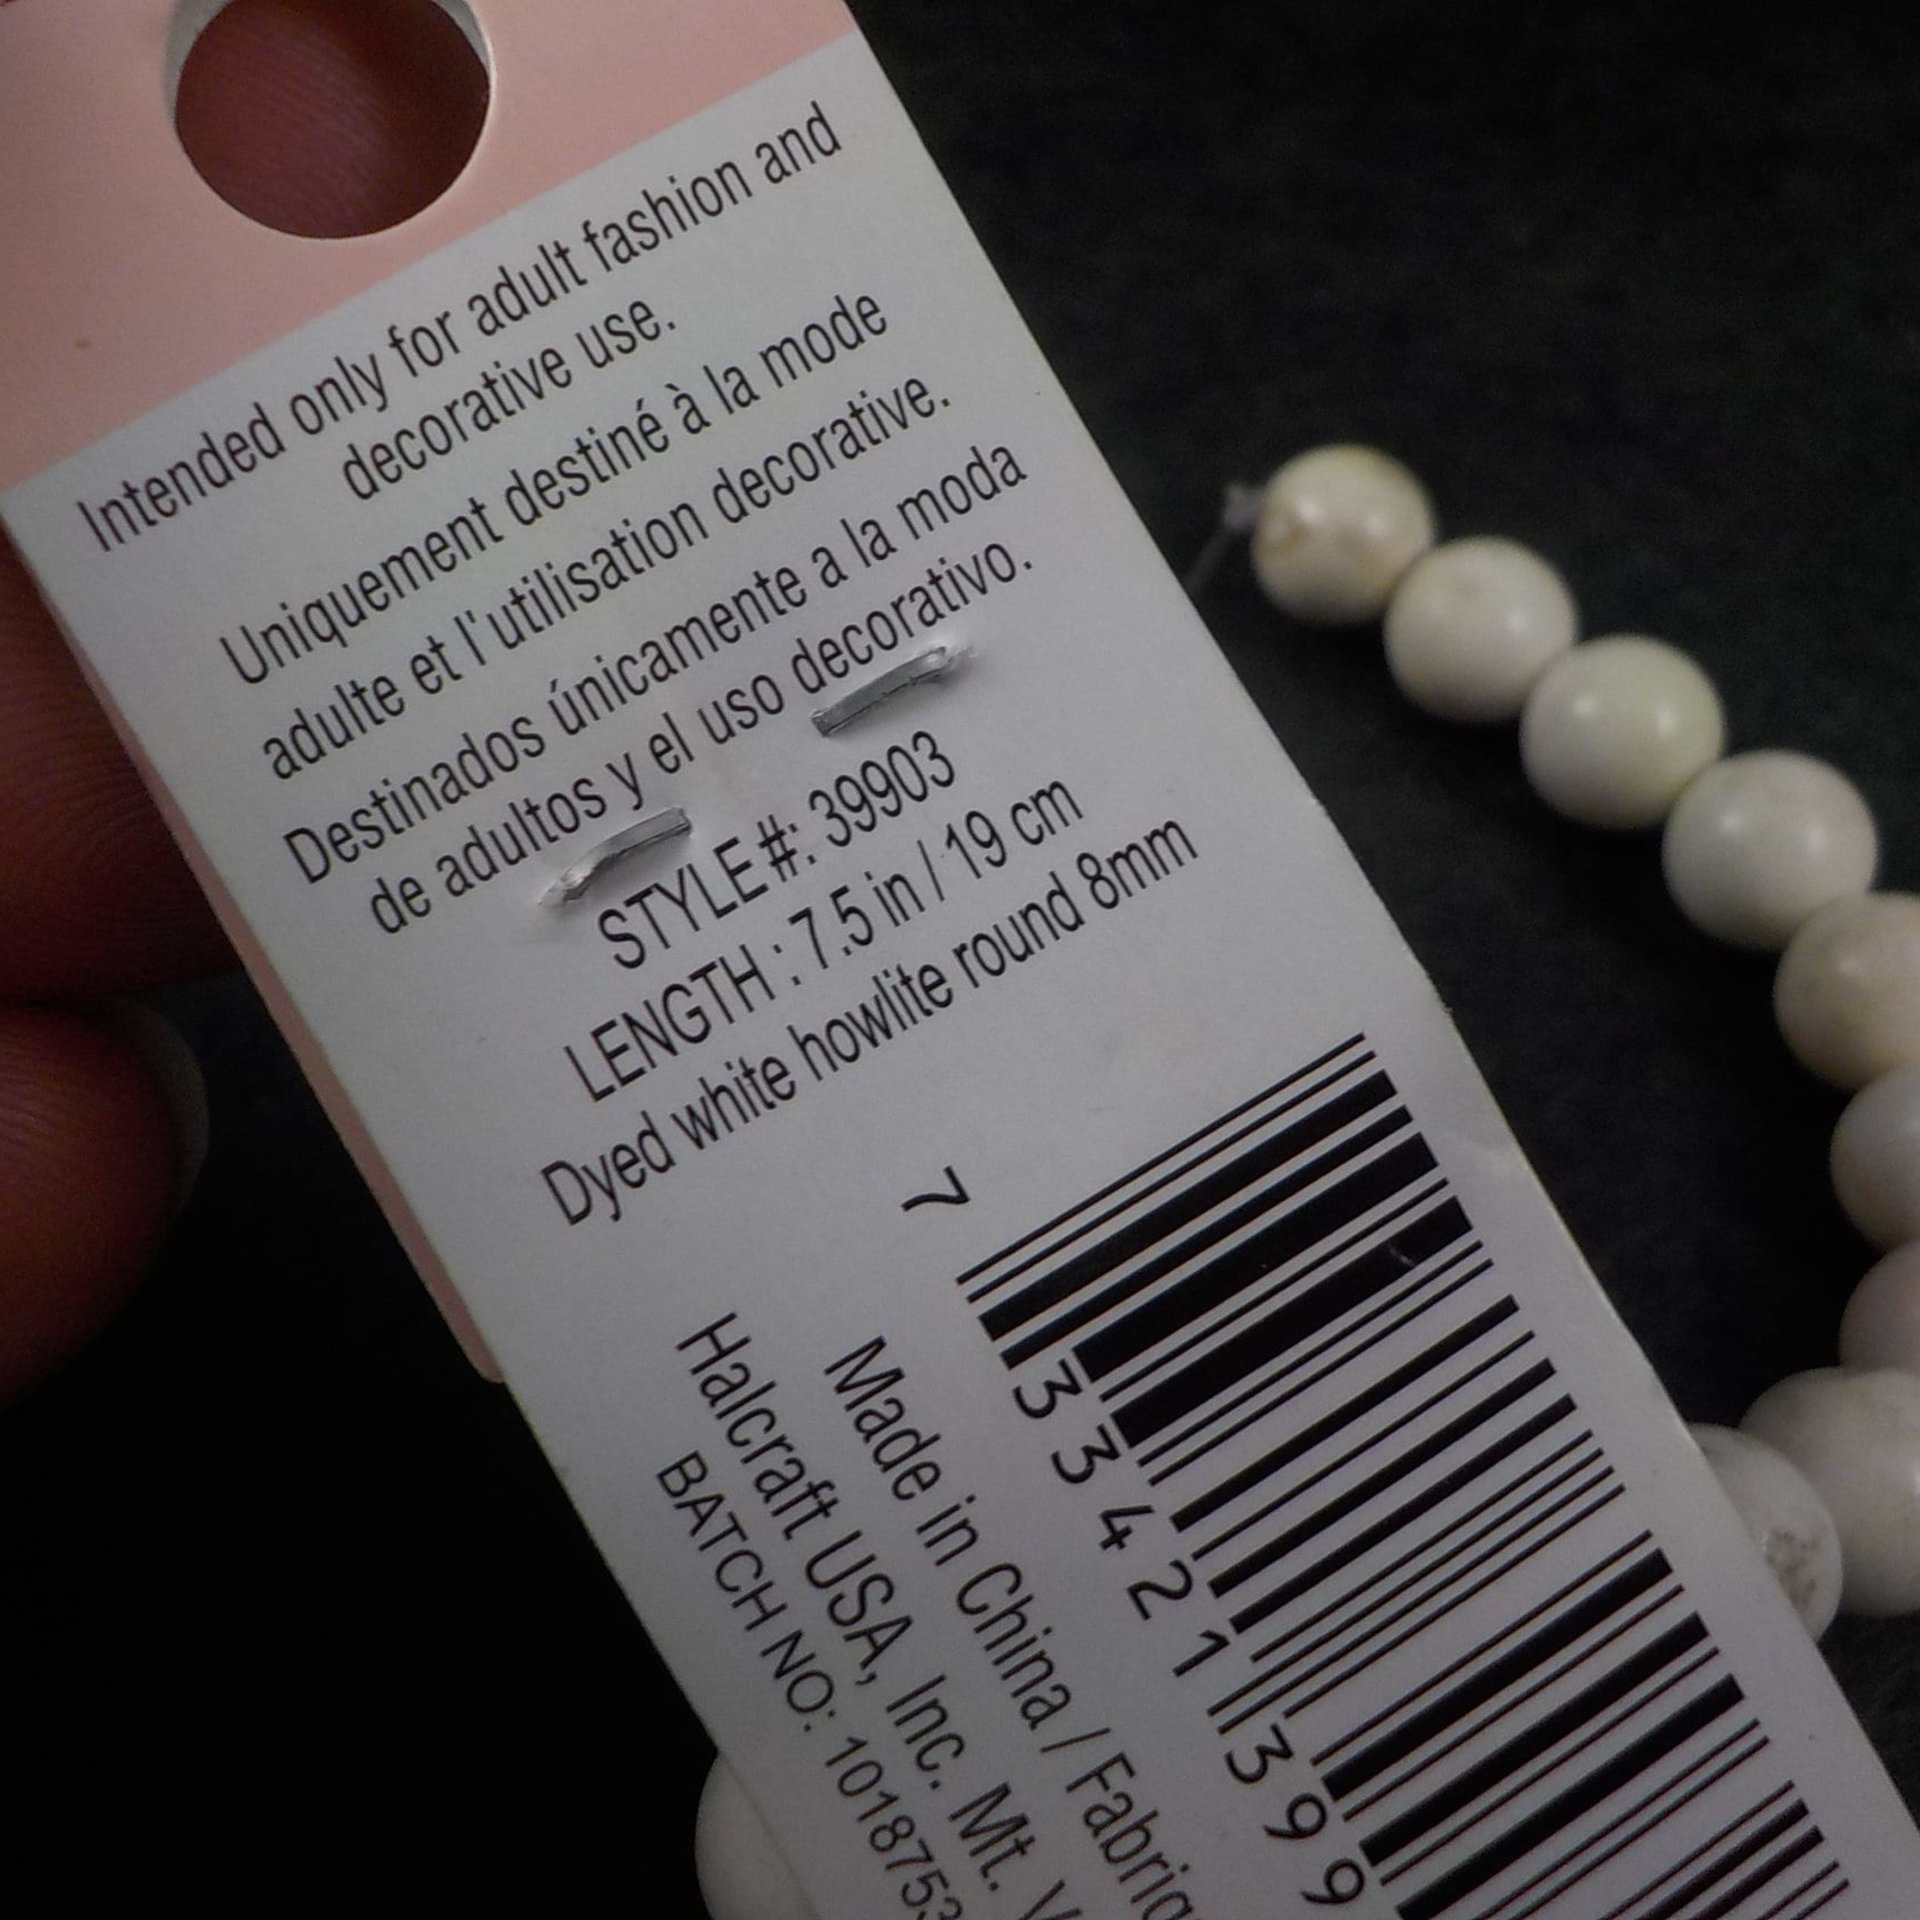 Intended only for adult fashion and
decorative use.
Uniquement destiné à la mode
adulte et l'utilisation decorative.
Destinados únicamente a la moda
de adultos y el uso decorativo.
STYLE#: 39903
LENGTH : 7.5 in / 19 cm
Dyed white howlite round 8mm
7 33421 399
Made in China /
Halcraft USA, Inc. Mt.
BATCH NO: 1018753